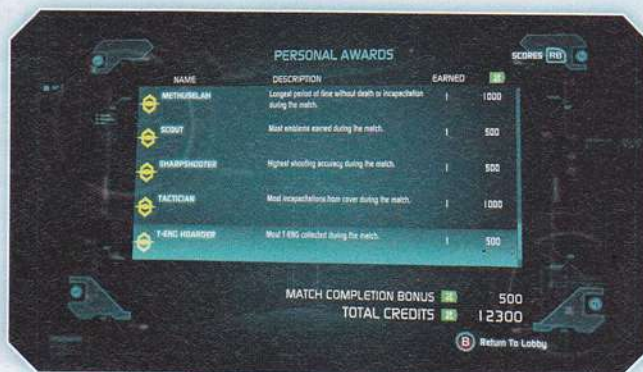 PERSONAL AWARDS
SCORES RB
NAME DESCRIPTION EARNED
METHUSELAH Longest period of time without death or incapacitation during the match. 1 1000
SCOUT Most emblems earned during the match. 1 500
SHARPSHOOTER Highest shooting accuracy during the match. 1 500
TACTICIAN Most incapacitations from cover during the match. 1 1000
T-ENG HOARDER Most T-ENG collected during the match. 1 500
MATCH COMPLETION BONUS 500
TOTAL CREDITS 12300
B Return To Lobby